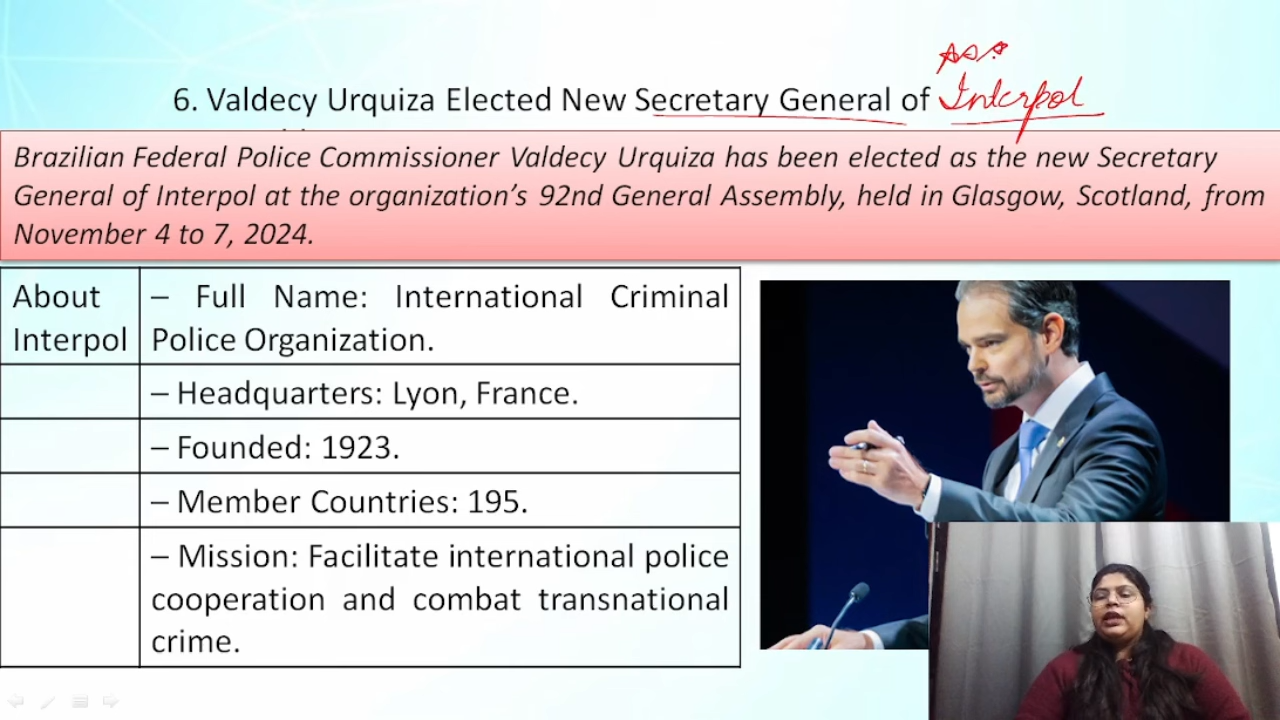 6. Valdecy Urquiza Elected New Secretary General of Interpol
Brazilian Federal Police Commissioner Valdecy Urquiza has been elected as the new Secretary
General of Interpol at the organization’s 92nd General Assembly, held in Glasgow, Scotland, from
November 4 to 7, 2024.
About
Interpol
– Full Name: International Criminal
Police Organization.
– Headquarters: Lyon, France.
– Founded: 1923.
– Member Countries: 195.
– Mission: Facilitate international police
cooperation and combat transnational
crime.